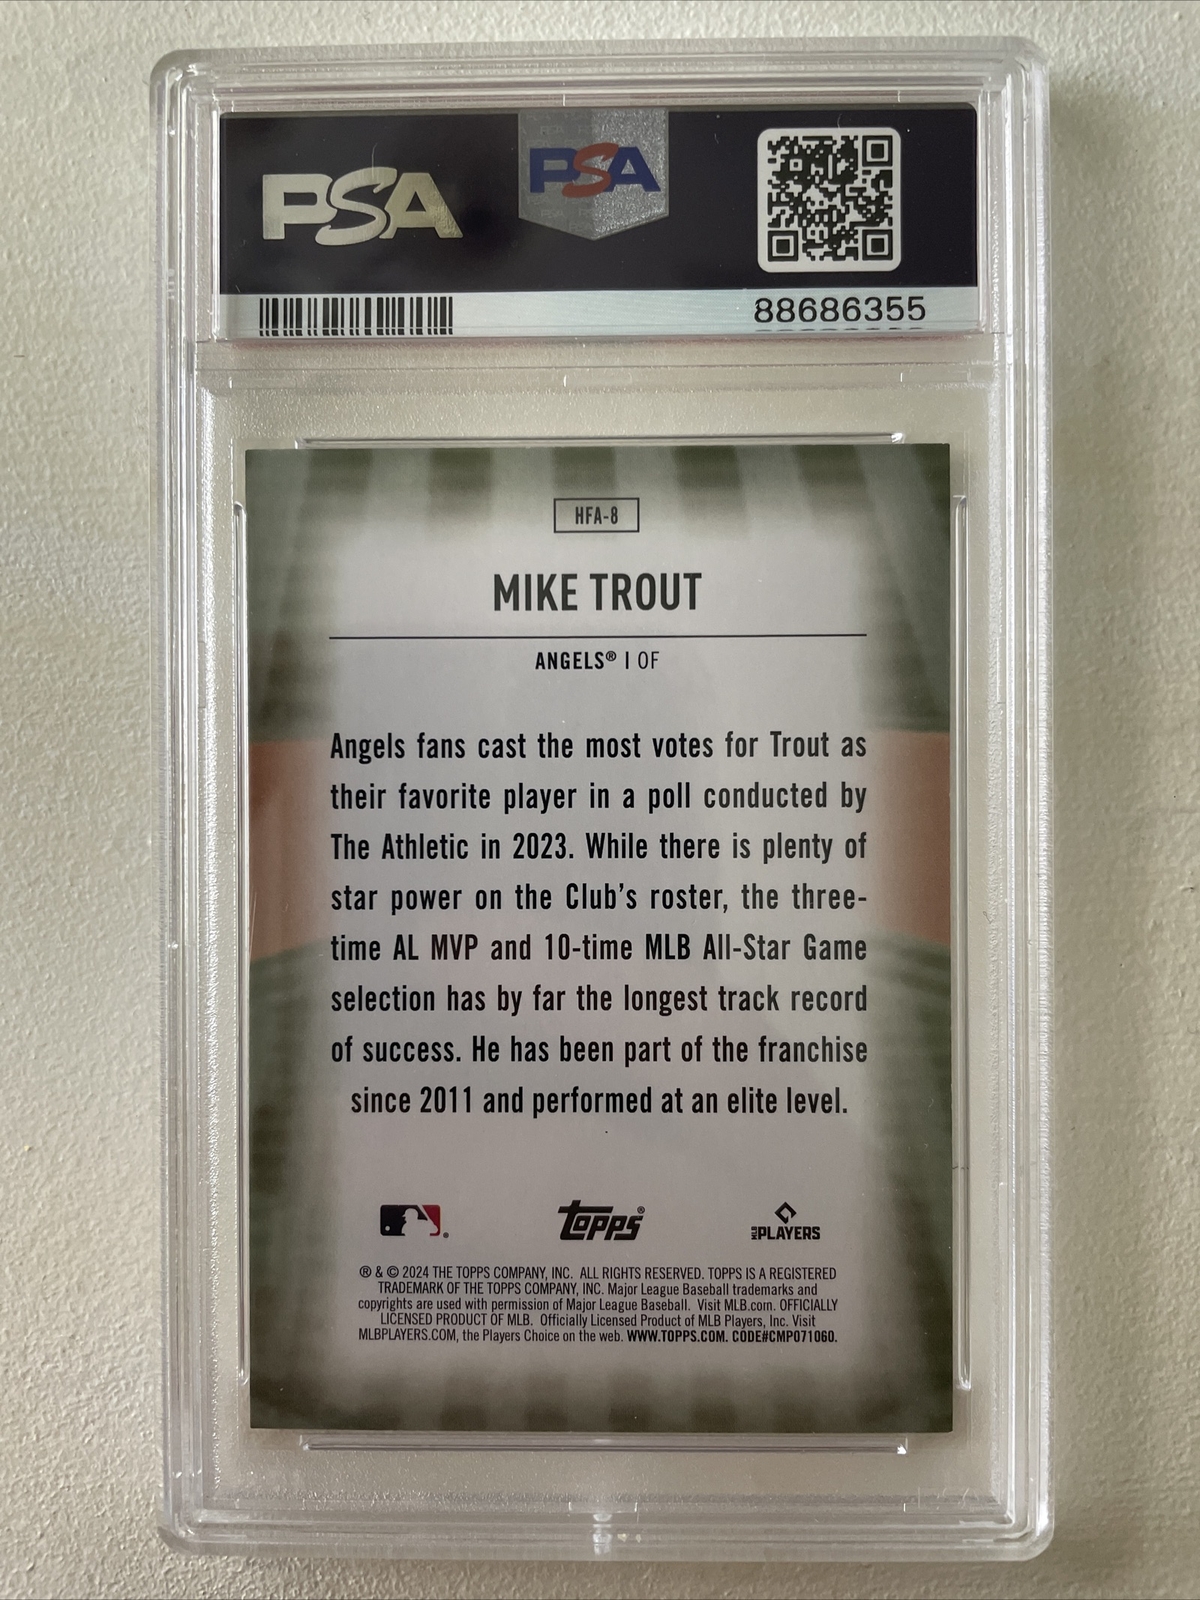 PSA
PSA
88686355
HFA-8
MIKE TROUT
ANGELS® | OF
Angels fans cast the most votes for Trout as
their favorite player in a poll conducted by
The Athletic in 2023. While there is plenty of
star power on the Club's roster, the three-
time AL MVP and 10-time MLB All-Star Game
selection has by far the longest track record
of success. He has been part of the franchise
since 2011 and performed at an elite level.
topps®
MLB PLAYERS
® & © 2024 THE TOPPS COMPANY, INC. ALL RIGHTS RESERVED. TOPPS IS A REGISTERED
TRADEMARK OF THE TOPPS COMPANY, INC. Major League Baseball trademarks and
copyrights are used with permission of Major League Baseball. Visit MLB.com. OFFICIALLY
LICENSED PRODUCT OF MLB. Officially Licensed Product of MLB Players, Inc. Visit
MLBPLAYERS.COM, the Players Choice on the web. WWW.TOPPS.COM. CODE#CMP071060.